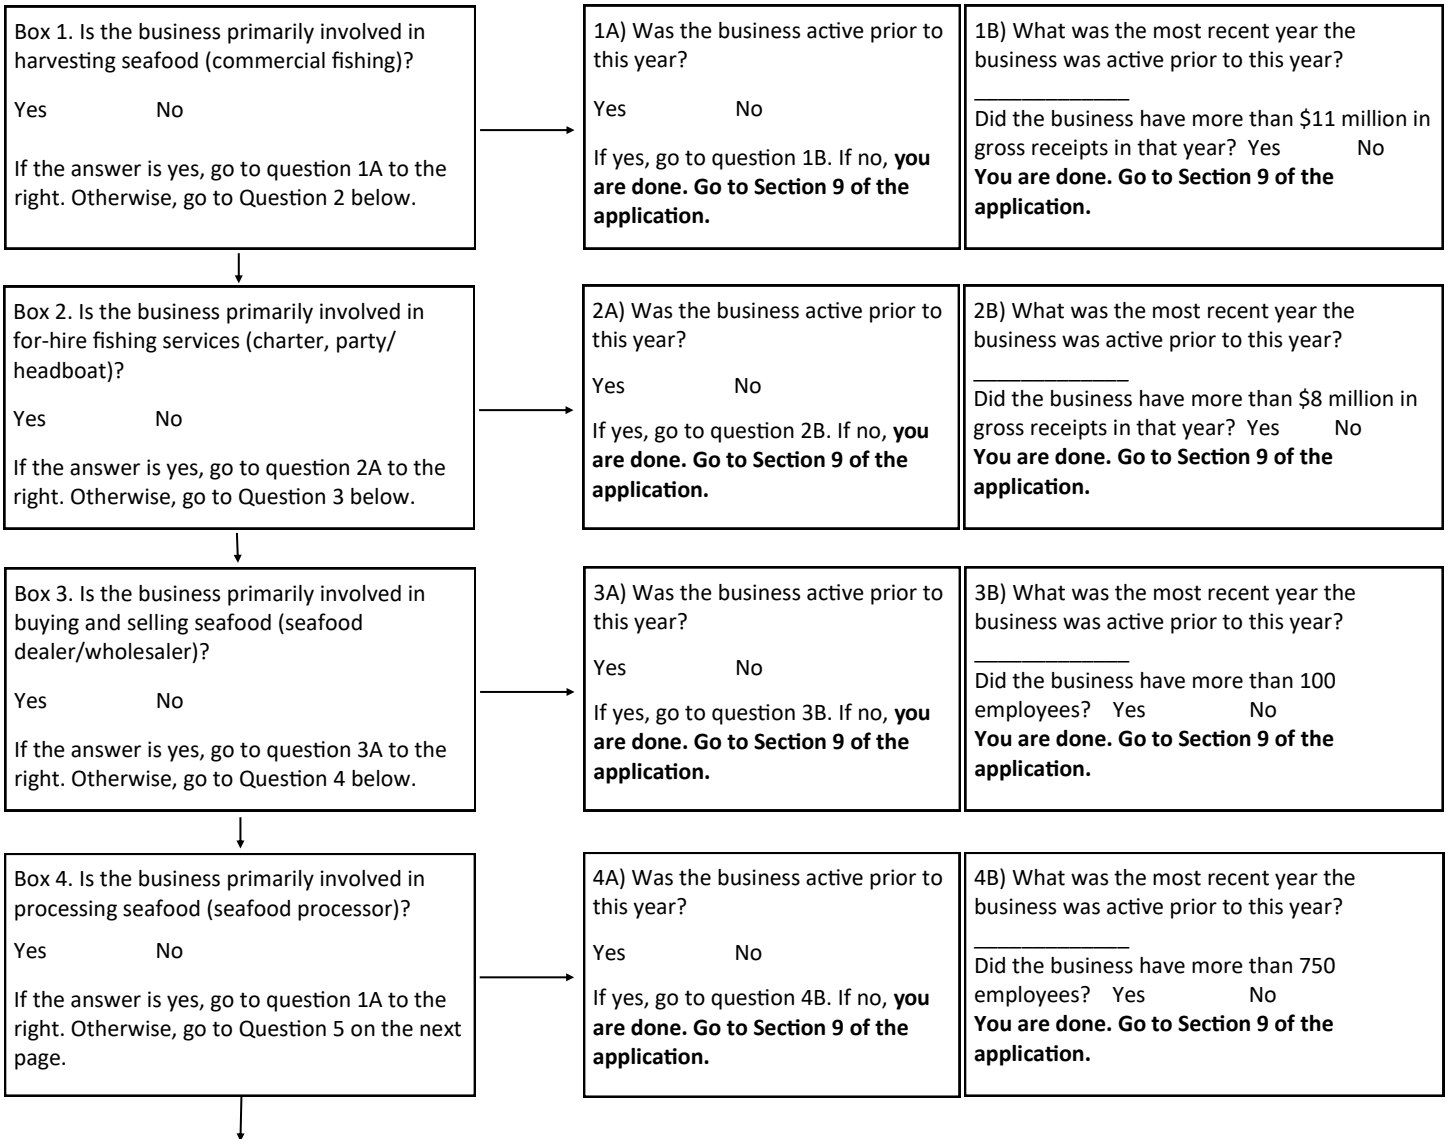 Box 1. Is the business primarily involved in
harvesting seafood (commercial fishing)?
Yes No
If the answer is yes, go to question 1A to the
right. Otherwise, go to Question 2 below.
1A) Was the business active prior to
this year?
Yes No
If yes, go to question 1B. If no, you
are done. Go to Section 9 of the
application.
1B) What was the most recent year the
business was active prior to this year?
______________
Did the business have more than $11 million in
gross receipts in that year? Yes No
You are done. Go to Section 9 of the
application.
Box 2. Is the business primarily involved in
for-hire fishing services (charter, party/
headboat)?
Yes No
If the answer is yes, go to question 2A to the
right. Otherwise, go to Question 3 below.
2A) Was the business active prior to
this year?
Yes No
If yes, go to question 2B. If no, you
are done. Go to Section 9 of the
application.
2B) What was the most recent year the
business was active prior to this year?
______________
Did the business have more than $8 million in
gross receipts in that year? Yes No
You are done. Go to Section 9 of the
application.
Box 3. Is the business primarily involved in
buying and selling seafood (seafood
dealer/wholesaler)?
Yes No
If the answer is yes, go to question 3A to the
right. Otherwise, go to Question 4 below.
3A) Was the business active prior to
this year?
Yes No
If yes, go to question 3B. If no, you
are done. Go to Section 9 of the
application.
3B) What was the most recent year the
business was active prior to this year?
______________
Did the business have more than 100
employees? Yes No
You are done. Go to Section 9 of the
application.
Box 4. Is the business primarily involved in
processing seafood (seafood processor)?
Yes No
If the answer is yes, go to question 1A to the
right. Otherwise, go to Question 5 on the next
page.
4A) Was the business active prior to
this year?
Yes No
If yes, go to question 4B. If no, you
are done. Go to Section 9 of the
application.
4B) What was the most recent year the
business was active prior to this year?
______________
Did the business have more than 750
employees? Yes No
You are done. Go to Section 9 of the
application.